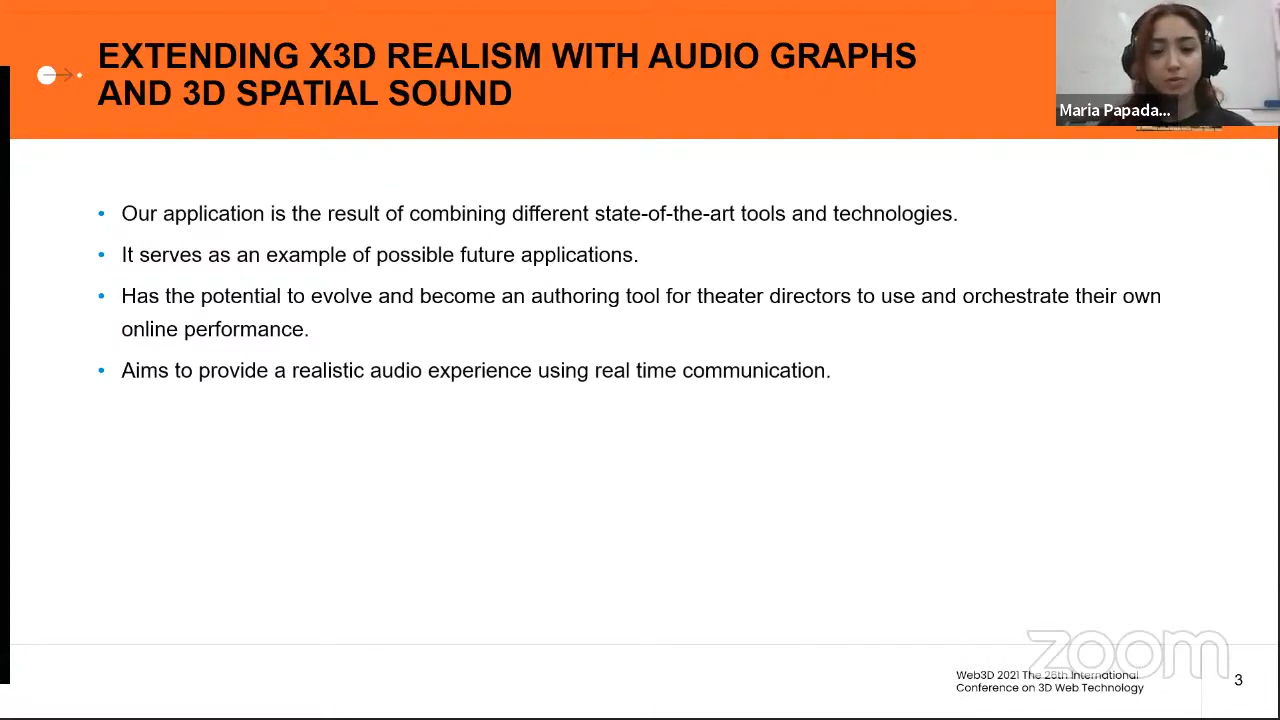 EXTENDING X3D REALISM WITH AUDIO GRAPHS
AND 3D SPATIAL SOUND
Maria Papada...
• Our application is the result of combining different state-of-the-art tools and technologies.
• It serves as an example of possible future applications.
• Has the potential to evolve and become an authoring tool for theater directors to use and orchestrate their own
online performance.
• Aims to provide a realistic audio experience using real time communication.
zoom
Web3D 2021 The 26th International
Conference on 3D Web Technology
3